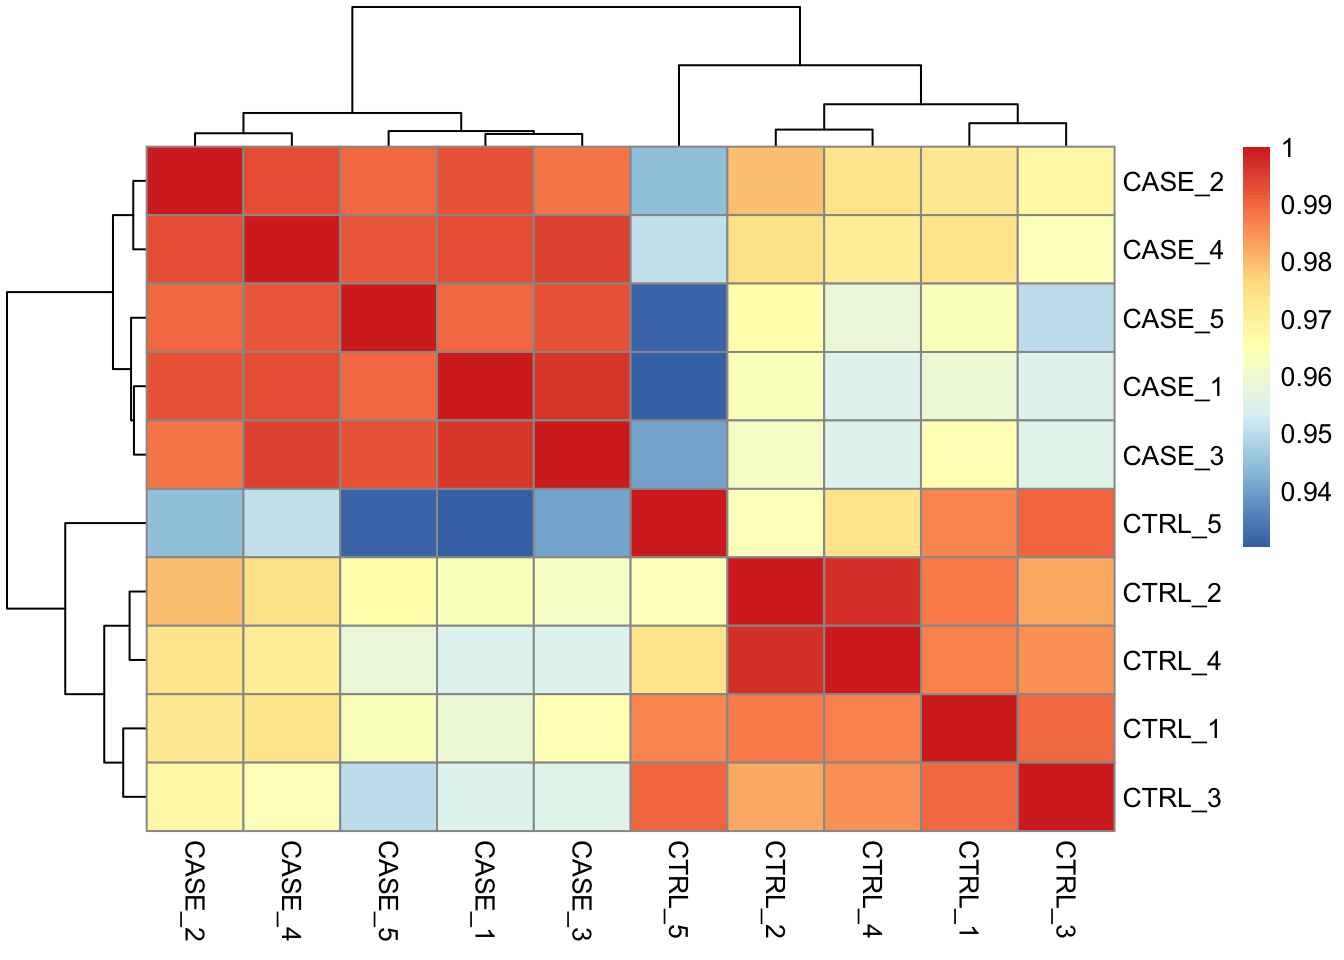 CASE_2
CASE_4
CASE_5
CASE_1
CASE_3
CTRL_5
CTRL_2
CTRL_4
CTRL_1
CTRL_3
1
0.99
0.98
0.97
0.96
0.95
0.94
CASE_2
CASE_4
CASE_5
CASE_1
CASE_3
CTRL_5
CTRL_2
CTRL_4
CTRL_1
CTRL_3